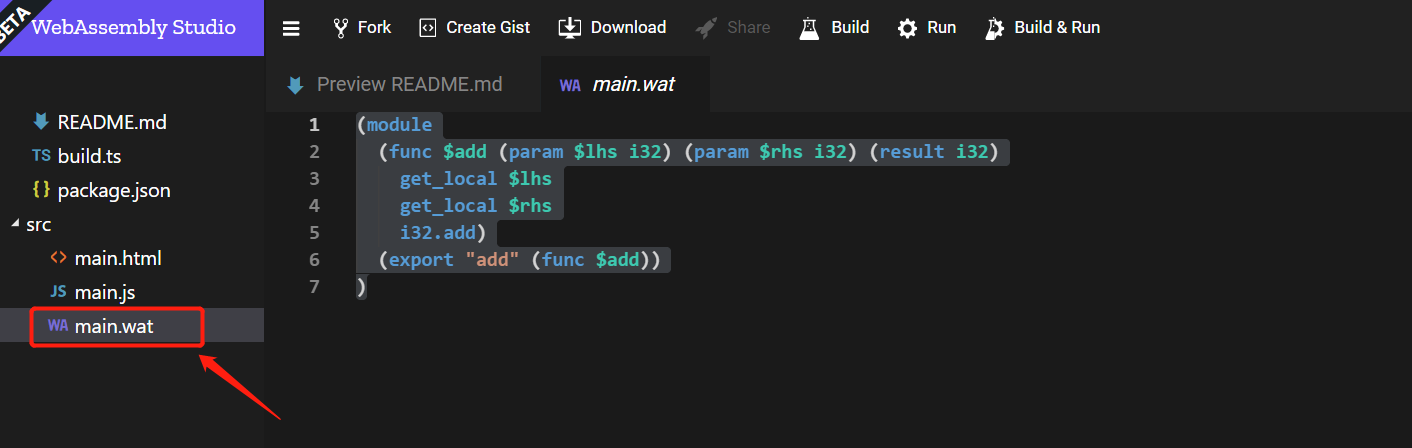 BETA
WebAssembly Studio
Fork
Create Gist
Download
Share
Build
Run
Build & Run
Preview README.md
WA main.wat
README.md
TS build.ts
{} package.json
src
<> main.html
JS main.js
WA main.wat
1 (module
2   (func $add (param $lhs i32) (param $rhs i32) (result i32)
3     get_local $lhs
4     get_local $rhs
5     i32.add)
6   (export "add" (func $add))
7 )